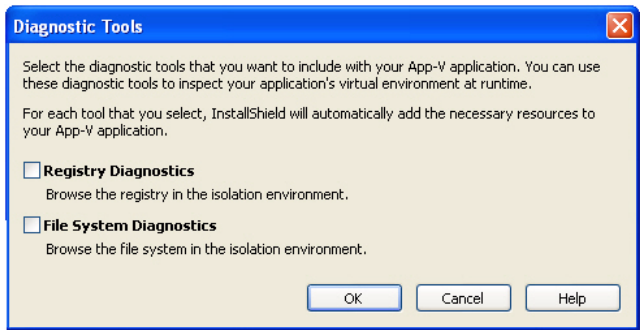 Diagnostic Tools
Select the diagnostic tools that you want to include with your App-V application. You can use
these diagnostic tools to inspect your application's virtual environment at runtime.
For each tool that you select, InstallShield will automatically add the necessary resources to
your App-V application.
Registry Diagnostics
Browse the registry in the isolation environment.
File System Diagnostics
Browse the file system in the isolation environment.
OK Cancel Help